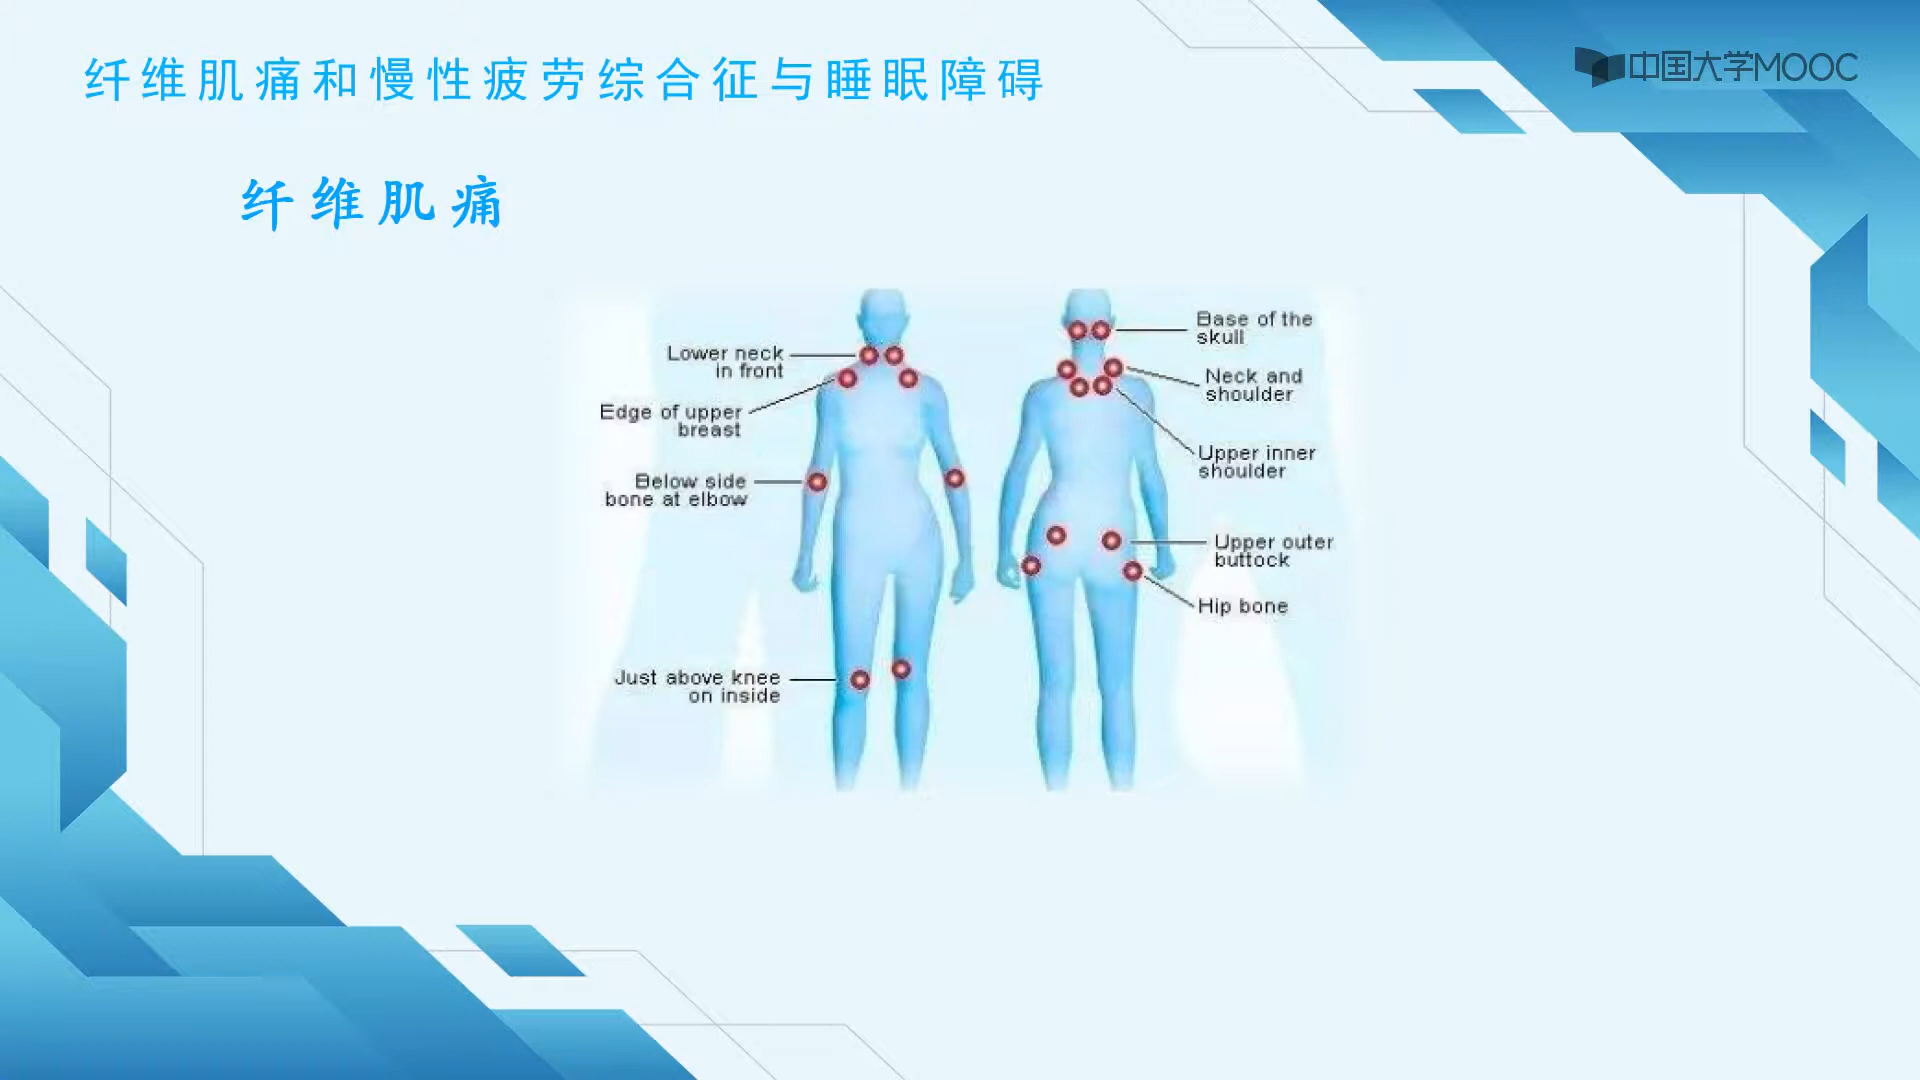 纤维肌痛和慢性疲劳综合征与睡眠障碍
中国大学MOOC
纤维肌痛
Lower neck
in front
Edge of upper
breast
Below side
bone at elbow
Just above knee
on inside
Base of the
skull
Neck and
shoulder
Upper inner
shoulder
Upper outer
buttock
Hip bone